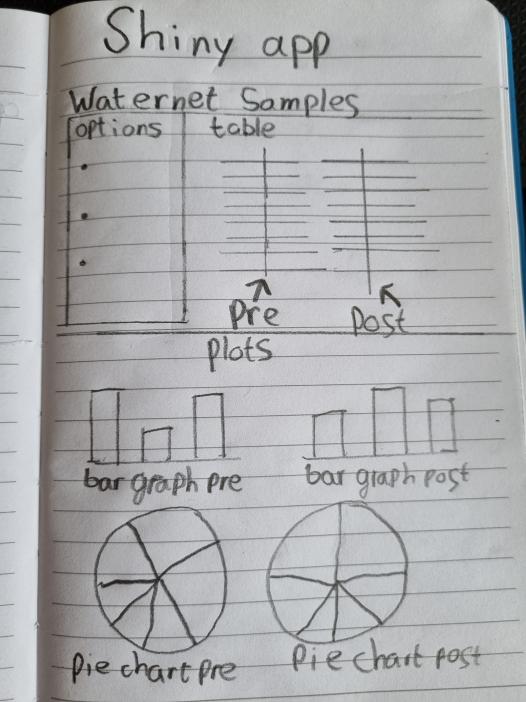 Shiny app
Waternet Samples
options table
Pre Post
Plots
bar graph pre bar graph post
Pie chart pre Pie chart post